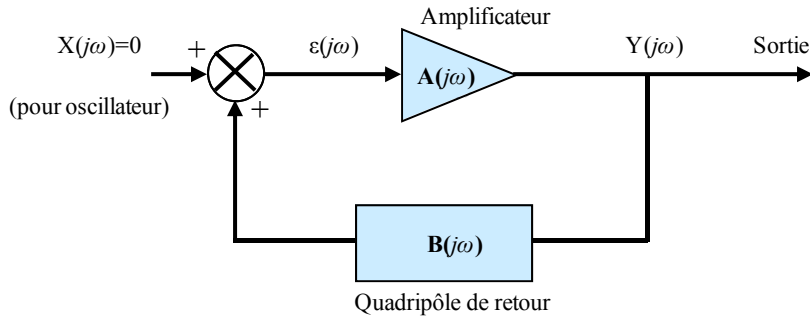 Amplificateur
X(jω)=0
+
ε(jω)
A(jω)
Y(jω)
Sortie
(pour oscillateur)
+
B(jω)
Quadripôle de retour